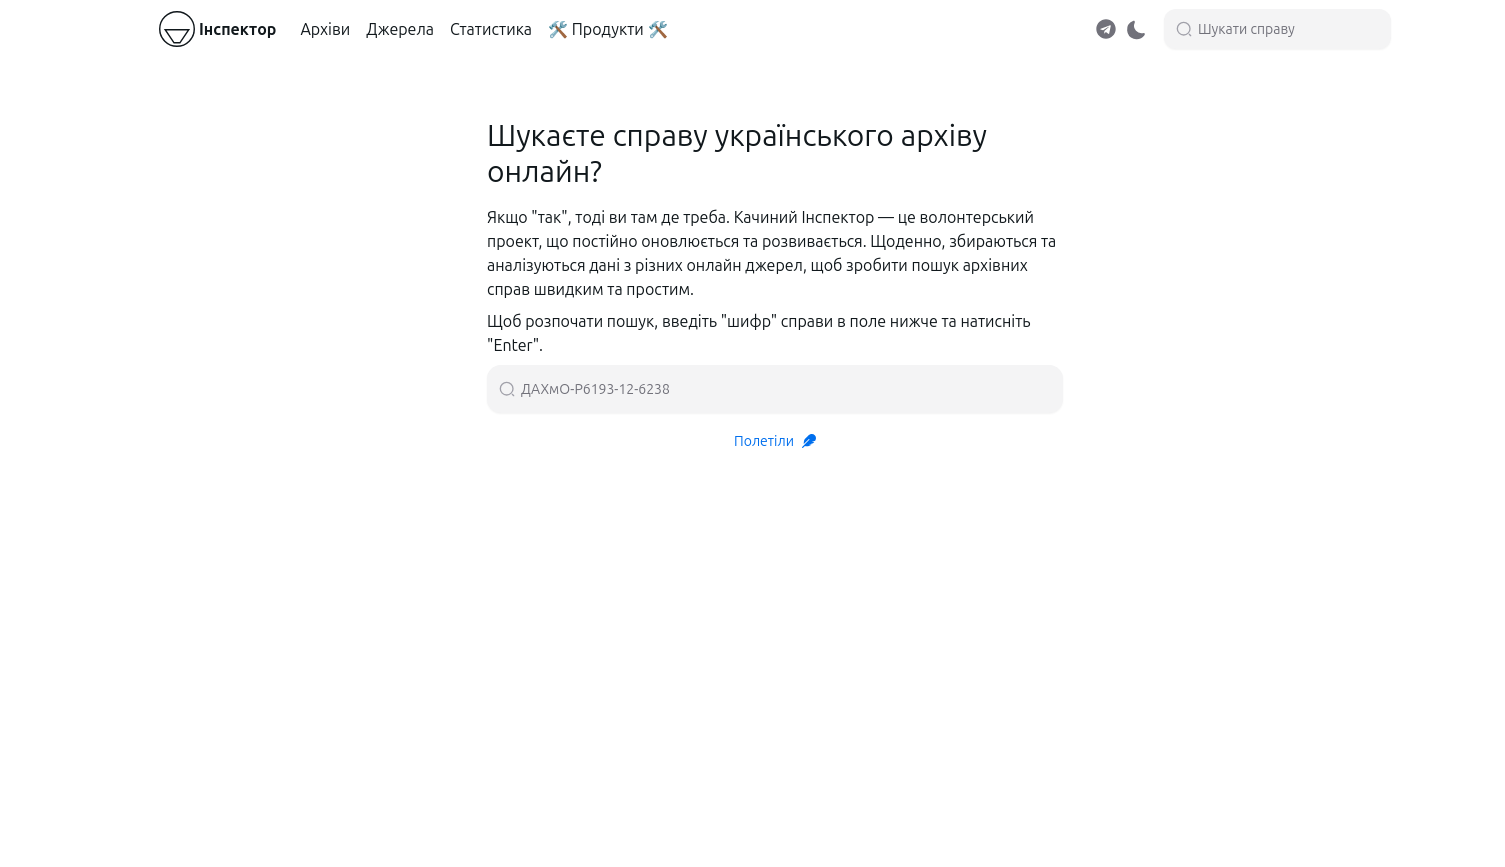 Інспектор Архіви Джерела Статистика 🛠️ Продукти 🛠️ Шукати справу
Шукаєте справу українського архіву
онлайн?
Якщо "так", тоді ви там де треба. Качиний Інспектор — це волонтерський
проект, що постійно оновлюється та розвивається. Щоденно, збираються та
аналізуються дані з різних онлайн джерел, щоб зробити пошук архівних
справ швидким та простим.
Щоб розпочати пошук, введіть "шифр" справи в поле нижче та натисніть
"Enter".
ДАХмО-Р6193-12-6238
Полетіли